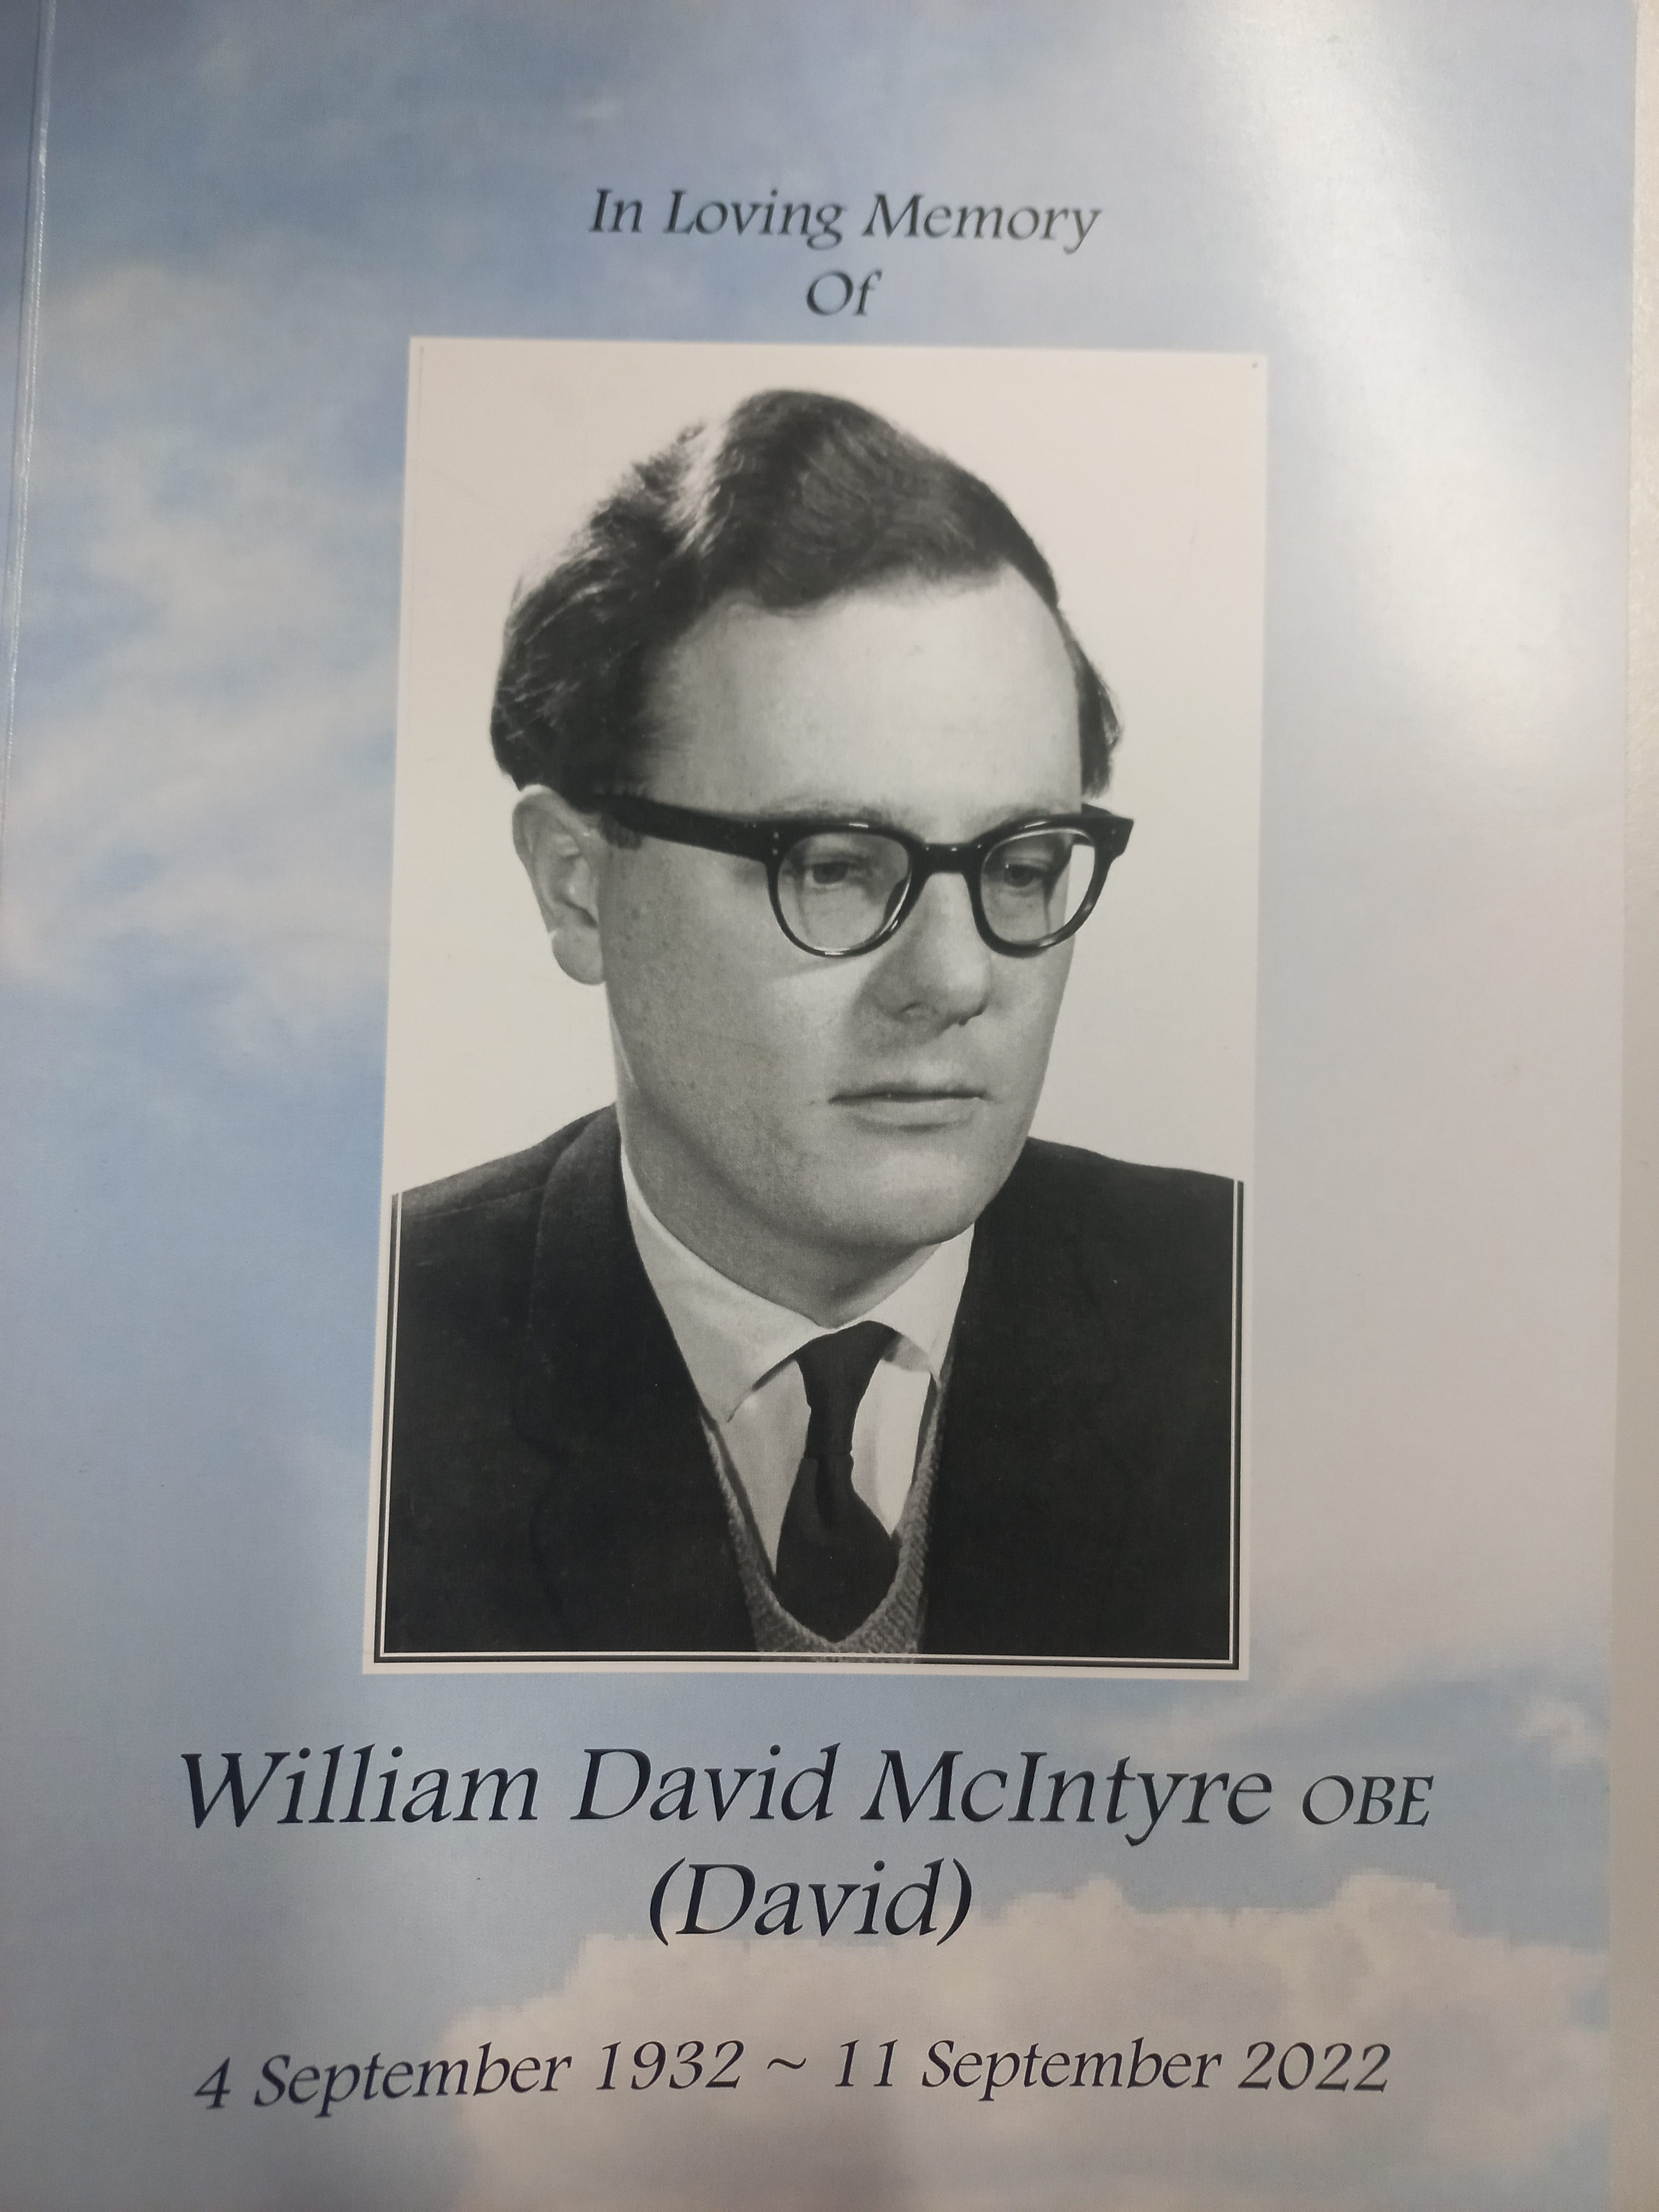 In Loving Memory
Of
William David McIntyre OBE
(David)
4 September 1932 ~ 11 September 2022